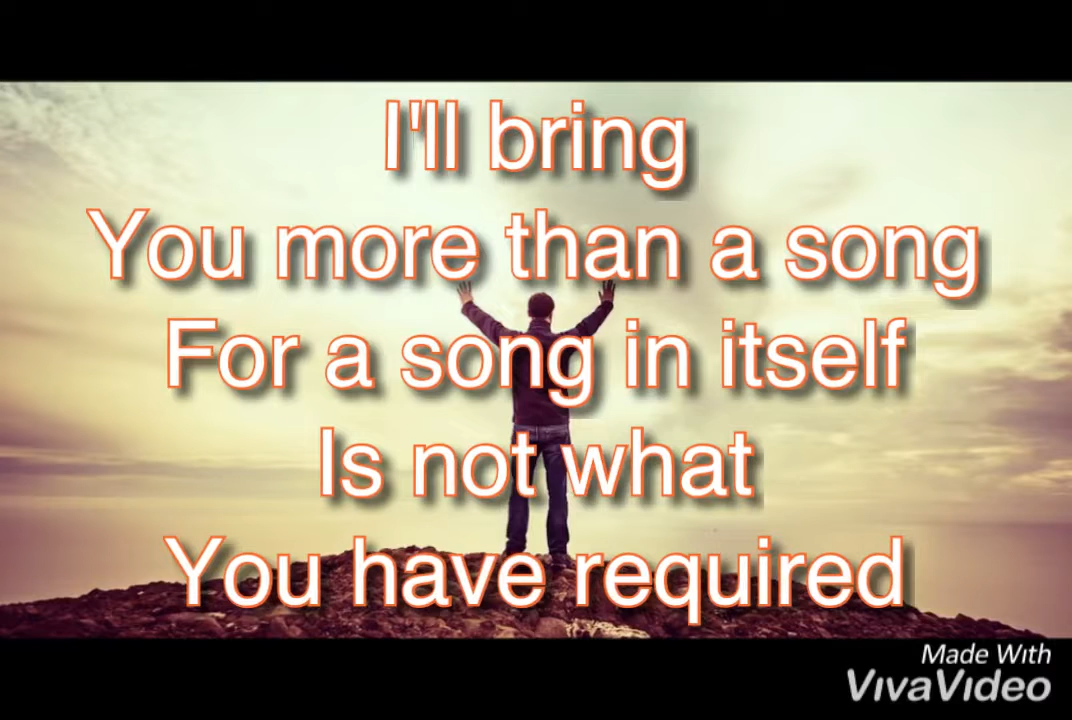 I'll bring
You more than a song
For a song in itself
Is not what
You have required
Made With
VivaVideo